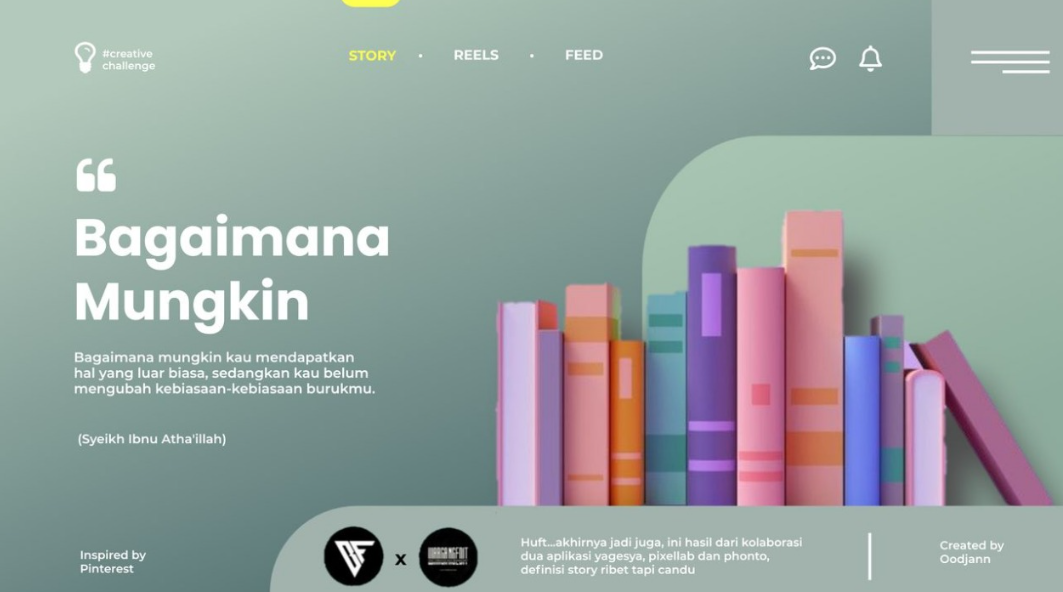 #creative
challenge
STORY • REELS • FEED
Bagaimana
Mungkin
Bagaimana mungkin kau mendapatkan
hal yang luar biasa, sedangkan kau belum
mengubah kebiasaan-kebiasaan burukmu.
(Syeikh Ibnu Atha'illah)
Inspired by
Pinterest
x
Huft...akhirnya jadi juga, ini hasil dari kolaborasi
dua aplikasi yagesya, pixellab dan phonto,
definisi story ribet tapi candu
Created by
Oodjann